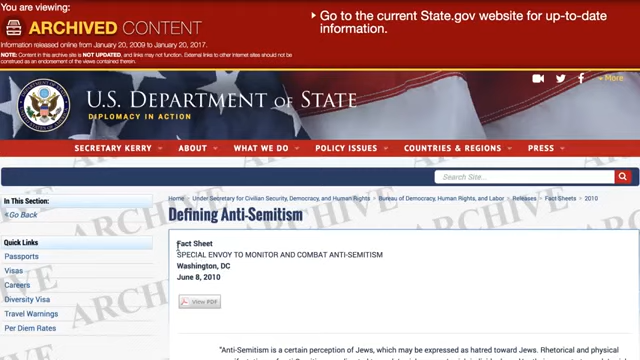 You are viewing:
ARCHIVED CONTENT
Information released online from January 20, 2009 to January 20, 2017.
NOTE: Content in this archive site is NOT UPDATED, and links may not function. External links to other Internet sites should not
be construed as an endorsement of the views contained therein.
Go to the current State.gov website for up-to-date
information.
U.S. DEPARTMENT OF STATE
DIPLOMACY IN ACTION
More
SECRETARY KERRY ABOUT WHAT WE DO POLICY ISSUES COUNTRIES & REGIONS PRESS
ARCHIVE
Search Site...
In This Section:
<Go Back
Quick Links
Passports
Visas
Careers
Diversity Visa
Travel Warnings
Per Diem Rates
Home Under Secretary for Civilian Security, Democracy, and Human Rights Bureau of Democracy, Human Rights, and Labor Releases Fact Sheets 2010
Defining Anti-Semitism
Fact Sheet
SPECIAL ENVOY TO MONITOR AND COMBAT ANTI-SEMITISM
Washington, DC
June 8, 2010
View PDF
"Anti-Semitism is a certain perception of Jews, which may be expressed as hatred toward Jews. Rhetorical and physical